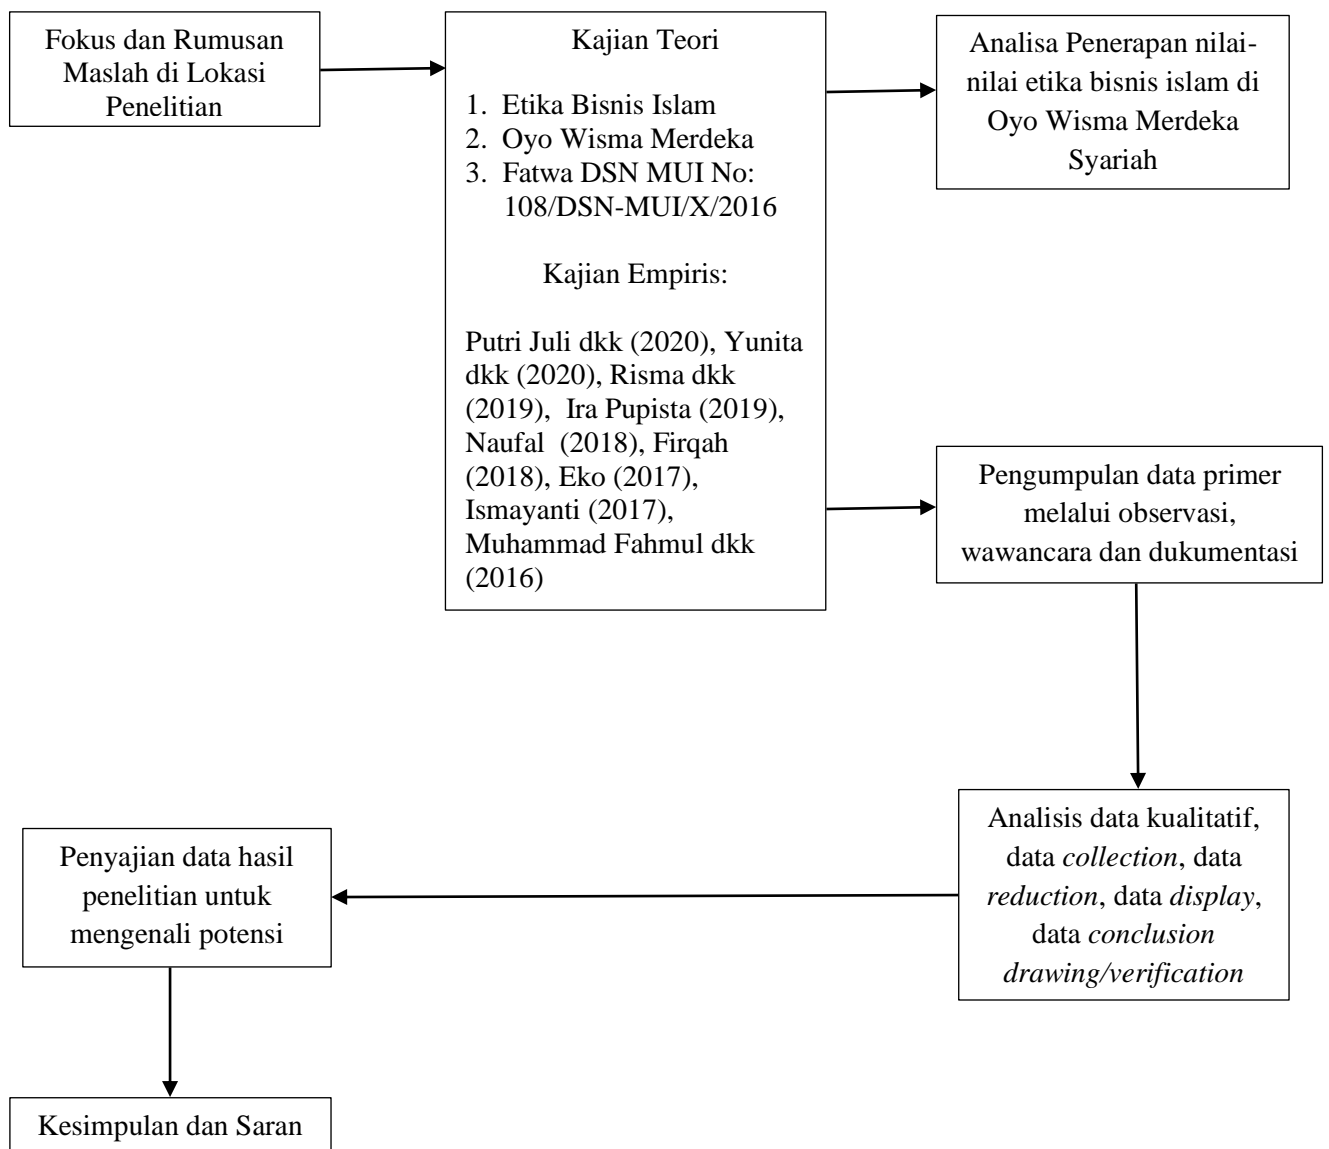 Fokus dan Rumusan
Maslah di Lokasi
Penelitian
Kajian Teori
1. Etika Bisnis Islam
2. Oyo Wisma Merdeka
3. Fatwa DSN MUI No:
108/DSN-MUI/X/2016
Kajian Empiris:
Putri Juli dkk (2020), Yunita
dkk (2020), Risma dkk
(2019), Ira Pupista (2019),
Naufal (2018), Firqah
(2018), Eko (2017),
Ismayanti (2017),
Muhammad Fahmul dkk
(2016)
Analisa Penerapan nilai-
nilai etika bisnis islam di
Oyo Wisma Merdeka
Syariah
Pengumpulan data primer
melalui observasi,
wawancara dan dukumentasi
Analisis data kualitatif,
data collection, data
reduction, data display,
data conclusion
drawing/verification
Penyajian data hasil
penelitian untuk
mengenali potensi
Kesimpulan dan Saran